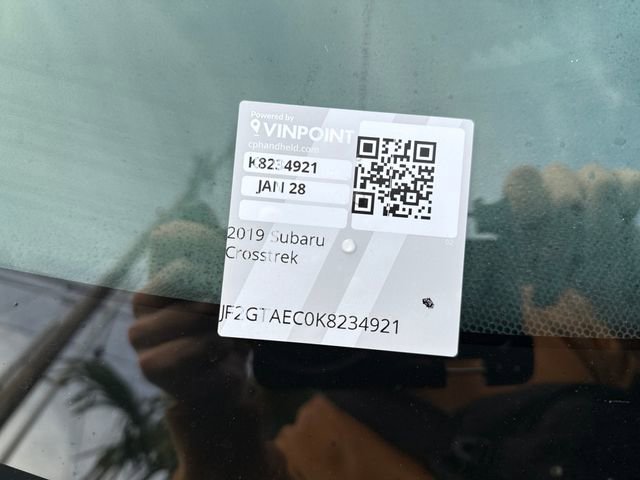 Powered by
VINPOINT
cphandheld.com
K8234921
JAN 28
2019 Subaru
Crosstrek
JF2GTAEC0K8234921